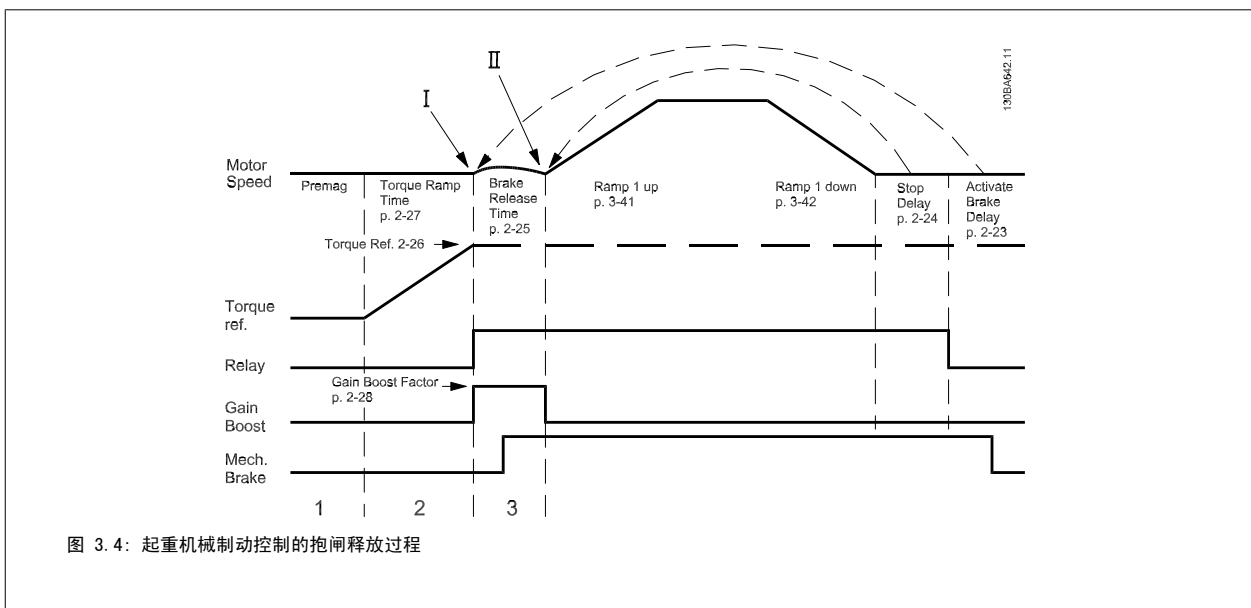 II
I
130BA642.11
Motor
Speed
Premag
Torque Ramp
Time
p. 2-27
Brake
Release
Time
p. 2-25
Ramp 1 up
p. 3-41
Ramp 1 down
p. 3-42
Stop
Delay
p. 2-24
Activate
Brake
Delay
p. 2-23
Torque Ref. 2-26
Torque
ref.
Relay
Gain Boost Factor
p. 2-28
Gain
Boost
Mech.
Brake
1 2 3
图 3.4: 起重机械制动控制的抱闸释放过程